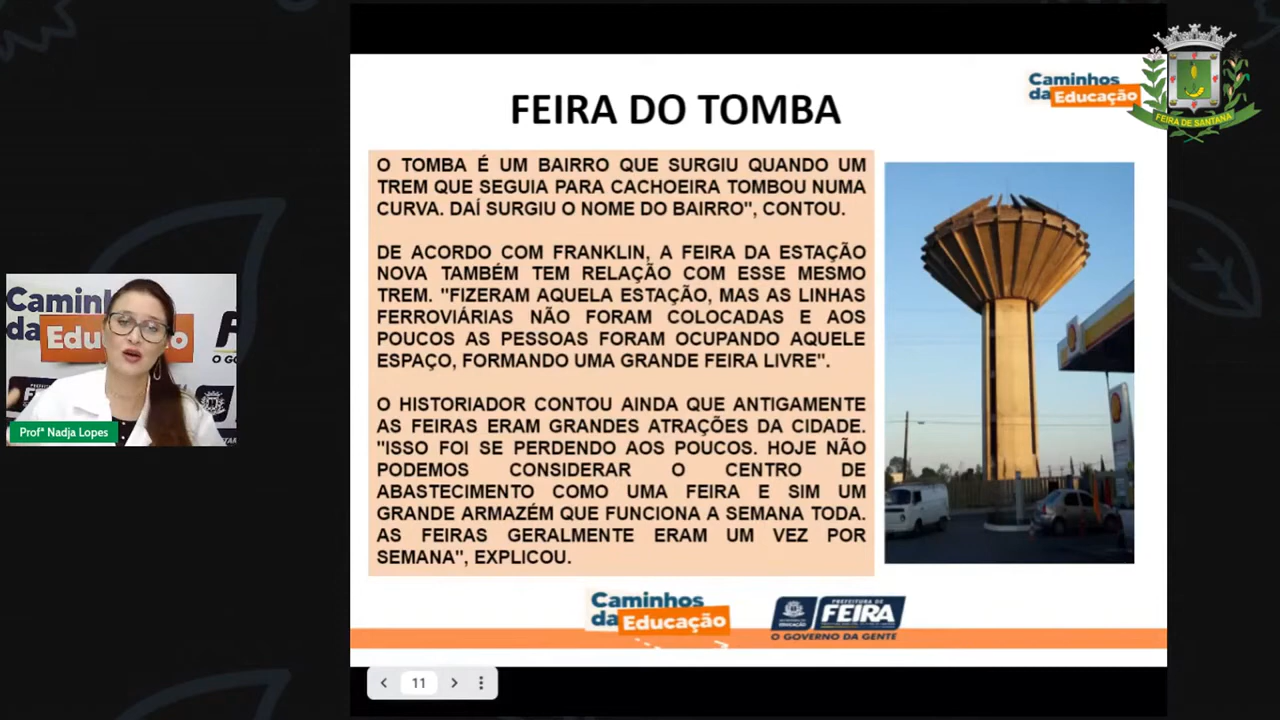 Caminhos
da Educação
FEIRA DE SANTANA
FEIRA DO TOMBA
O TOMBA É UM BAIRRO QUE SURGIU QUANDO UM
TREM QUE SEGUIA PARA CACHOEIRA TOMBOU NUMA
CURVA. DAÍ SURGIU O NOME DO BAIRRO", CONTOU.
DE ACORDO COM FRANKLIN, A FEIRA DA ESTAÇÃO
NOVA TAMBÉM TEM RELAÇÃO COM ESSE MESMO
TREM. "FIZERAM AQUELA ESTAÇÃO, MAS AS LINHAS
FERROVIÁRIAS NÃO FORAM COLOCADAS E AOS
POUCOS AS PESSOAS FORAM OCUPANDO AQUELE
ESPAÇO, FORMANDO UMA GRANDE FEIRA LIVRE".
O HISTORIADOR CONTOU AINDA QUE ANTIGAMENTE
AS FEIRAS ERAM GRANDES ATRAÇÕES DA CIDADE.
"ISSO FOI SE PERDENDO AOS POUCOS. HOJE NÃO
PODEMOS CONSIDERAR O CENTRO DE
ABASTECIMENTO COMO UMA FEIRA E SIM UM
GRANDE ARMAZÉM QUE FUNCIONA A SEMANA TODA.
AS FEIRAS GERALMENTE ERAM UM VEZ POR
SEMANA", EXPLICOU.
Caminh
da Edu
O GO
Profª Nadja Lopes
Caminhos
da Educação
PREFEITURA DE
FEIRA
EDUCAÇÃO
O GOVERNO DA GENTE
11